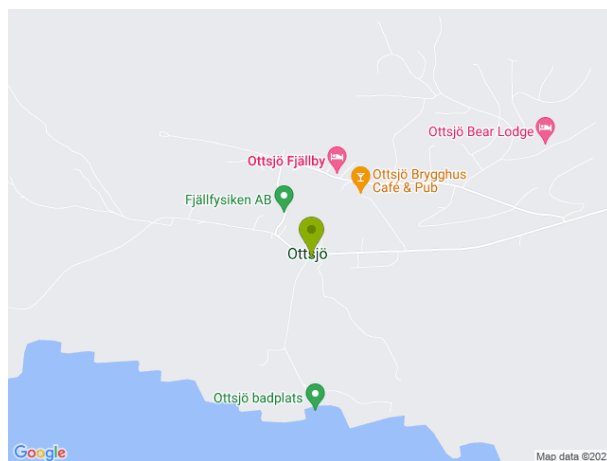 Ottsjö Bear Lodge
Ottsjö Fjällby
Ottsjö Brygghus
Café & Pub
Fjällfysiken AB
Ottsjö
Ottsjö badplats
Google
Map data ©202